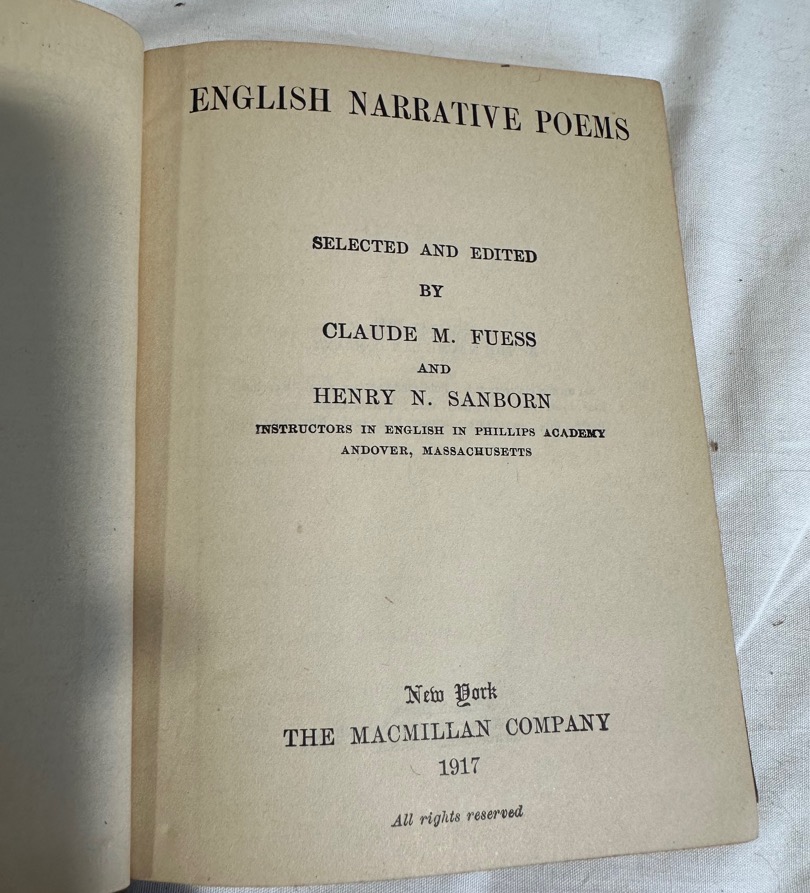 ENGLISH NARRATIVE POEMS
SELECTED AND EDITED
BY
CLAUDE M. FUESS
AND
HENRY N. SANBORN
INSTRUCTORS IN ENGLISH IN PHILLIPS ACADEMY
ANDOVER, MASSACHUSETTS
New York
THE MACMILLAN COMPANY
1917
All rights reserved